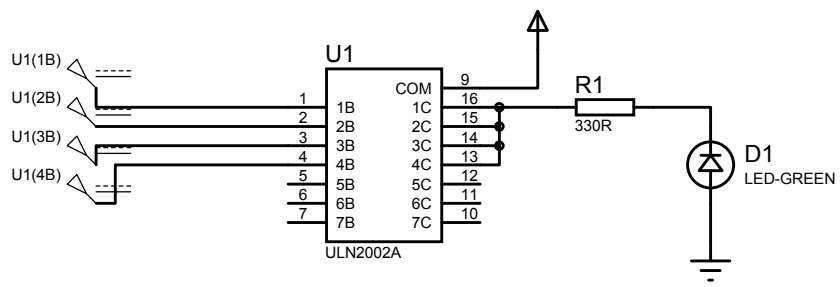 U1
U1(1B)
U1(2B)
U1(3B)
U1(4B)
1
2
3
4
5
6
7
1B
2B
3B
4B
5B
6B
7B
COM
1C
2C
3C
4C
5C
6C
7C
9
16
15
14
13
12
11
10
ULN2002A
R1
330R
D1
LED-GREEN